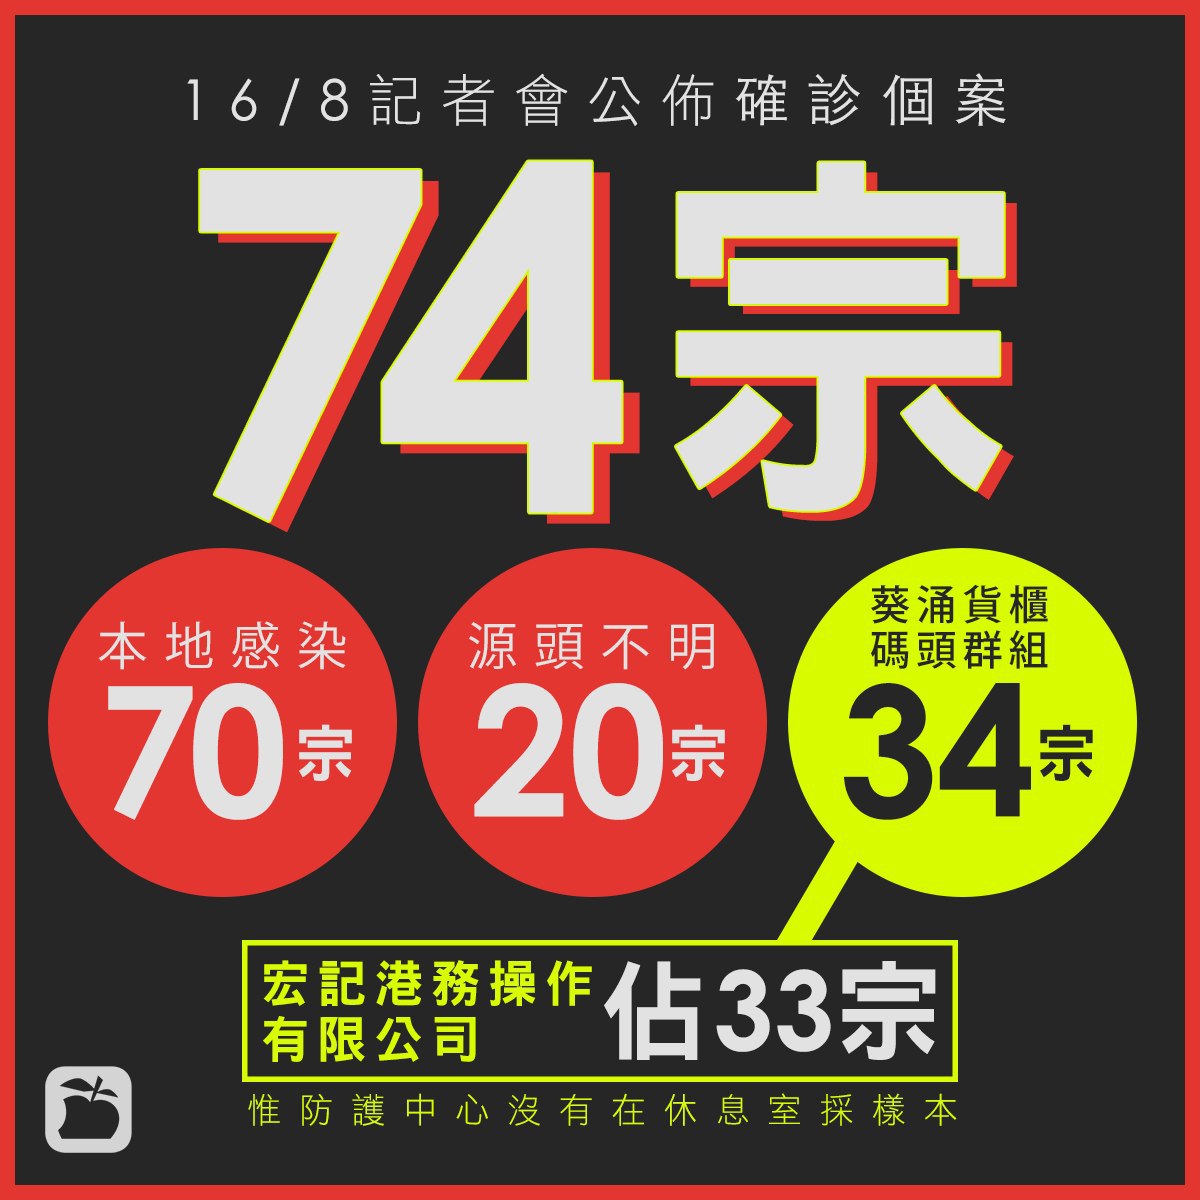 16/8記者會公佈確診個案
74宗
本地感染
70宗
源頭不明
20宗
葵涌貨櫃
碼頭群組
34宗
宏記港務操作
有限公司
佔33宗
惟防護中心沒有在休息室採樣本